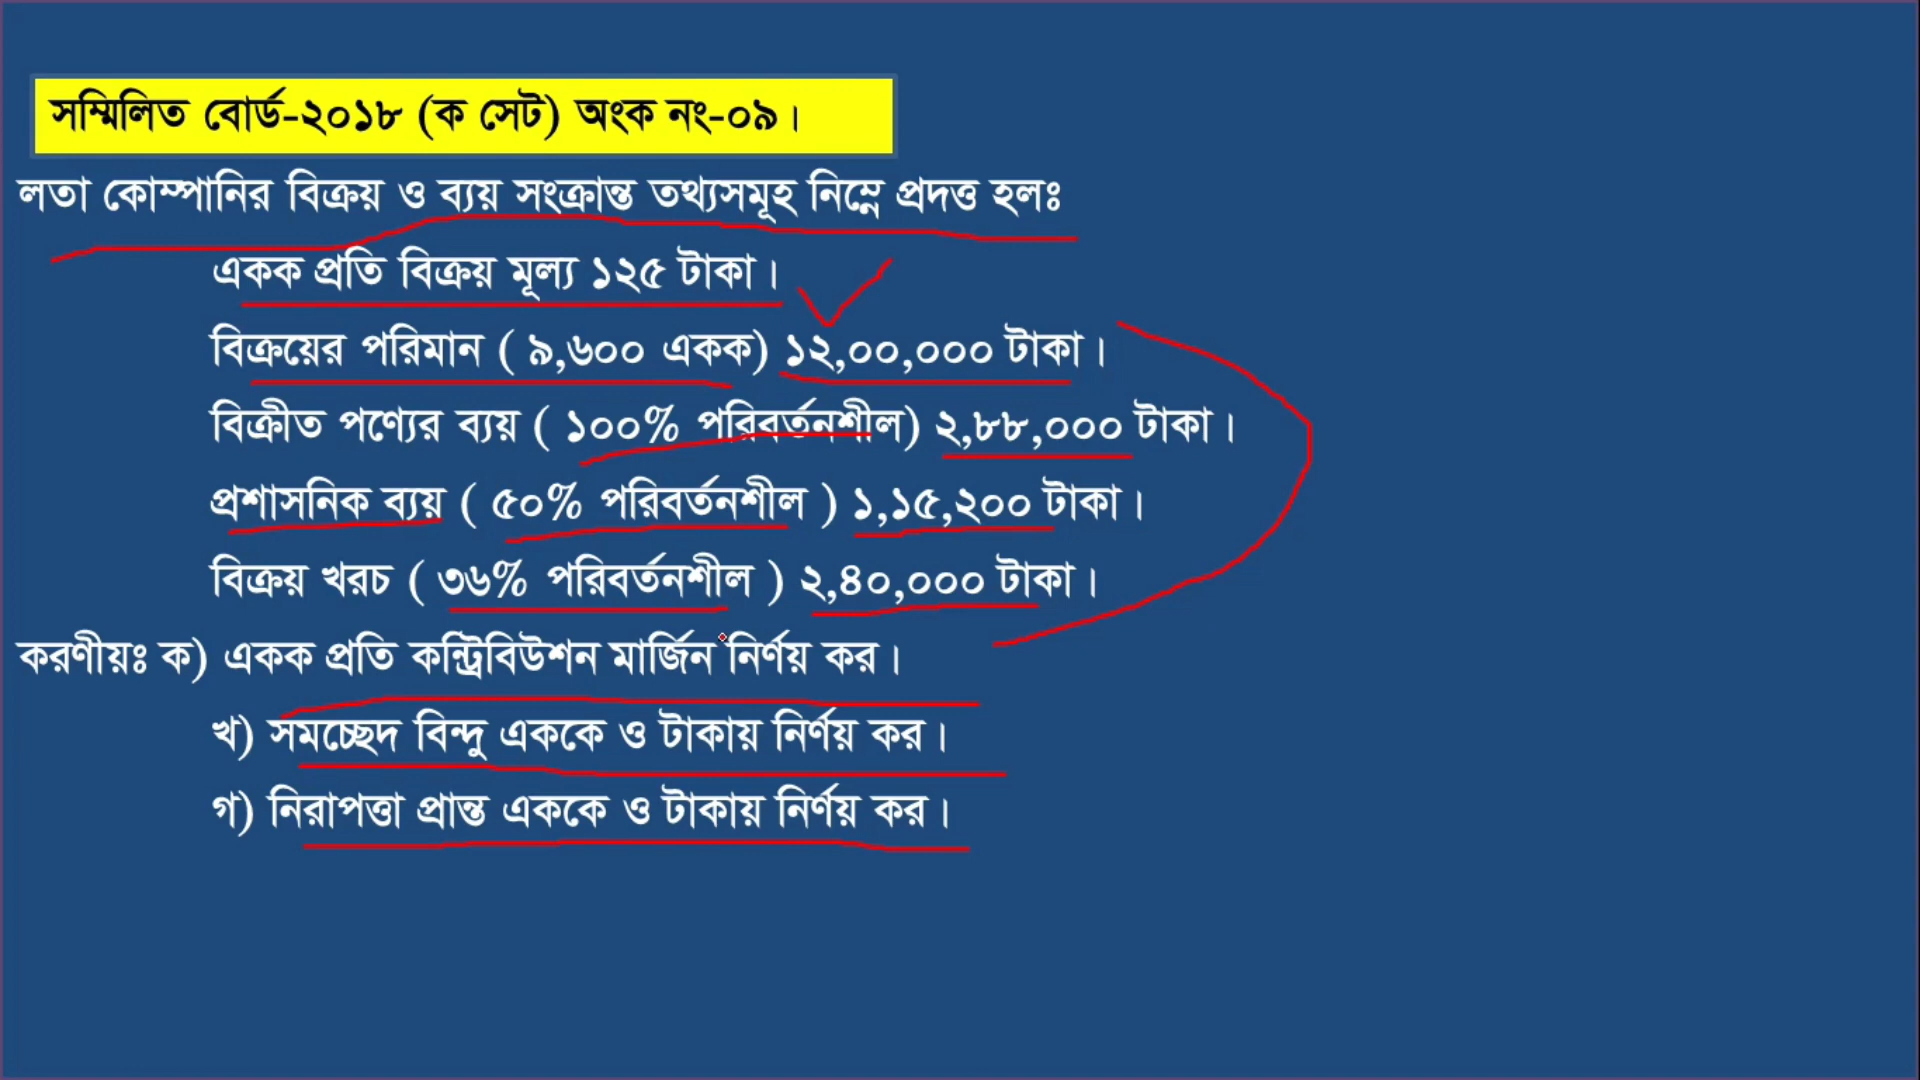 সম্মিলিত বোর্ড-২০১৮ (ক সেট) অংক নং-০৯।
লতা কোম্পানির বিক্রয় ও ব্যয় সংক্রান্ত তথ্যসমূহ নিম্নে প্রদত্ত হলঃ
একক প্রতি বিক্রয় মূল্য ১২৫ টাকা।
বিক্রয়ের পরিমান ( ৯,৬০০ একক) ১২,০০,০০০ টাকা।
বিক্রীত পণ্যের ব্যয় ( ১০০% পরিবর্তনশীল) ২,৮৮,০০০ টাকা।
প্রশাসনিক ব্যয় ( ৫০% পরিবর্তনশীল ) ১,১৫,২০০ টাকা।
বিক্রয় খরচ ( ৩৬% পরিবর্তনশীল ) ২,৪০,০০০ টাকা।
করণীয়ঃ ক) একক প্রতি কন্ট্রিবিউশন মার্জিন নির্ণয় কর।
খ) সমচ্ছেদ বিন্দু এককে ও টাকায় নির্ণয় কর।
গ) নিরাপত্তা প্রান্ত এককে ও টাকায় নির্ণয় কর।